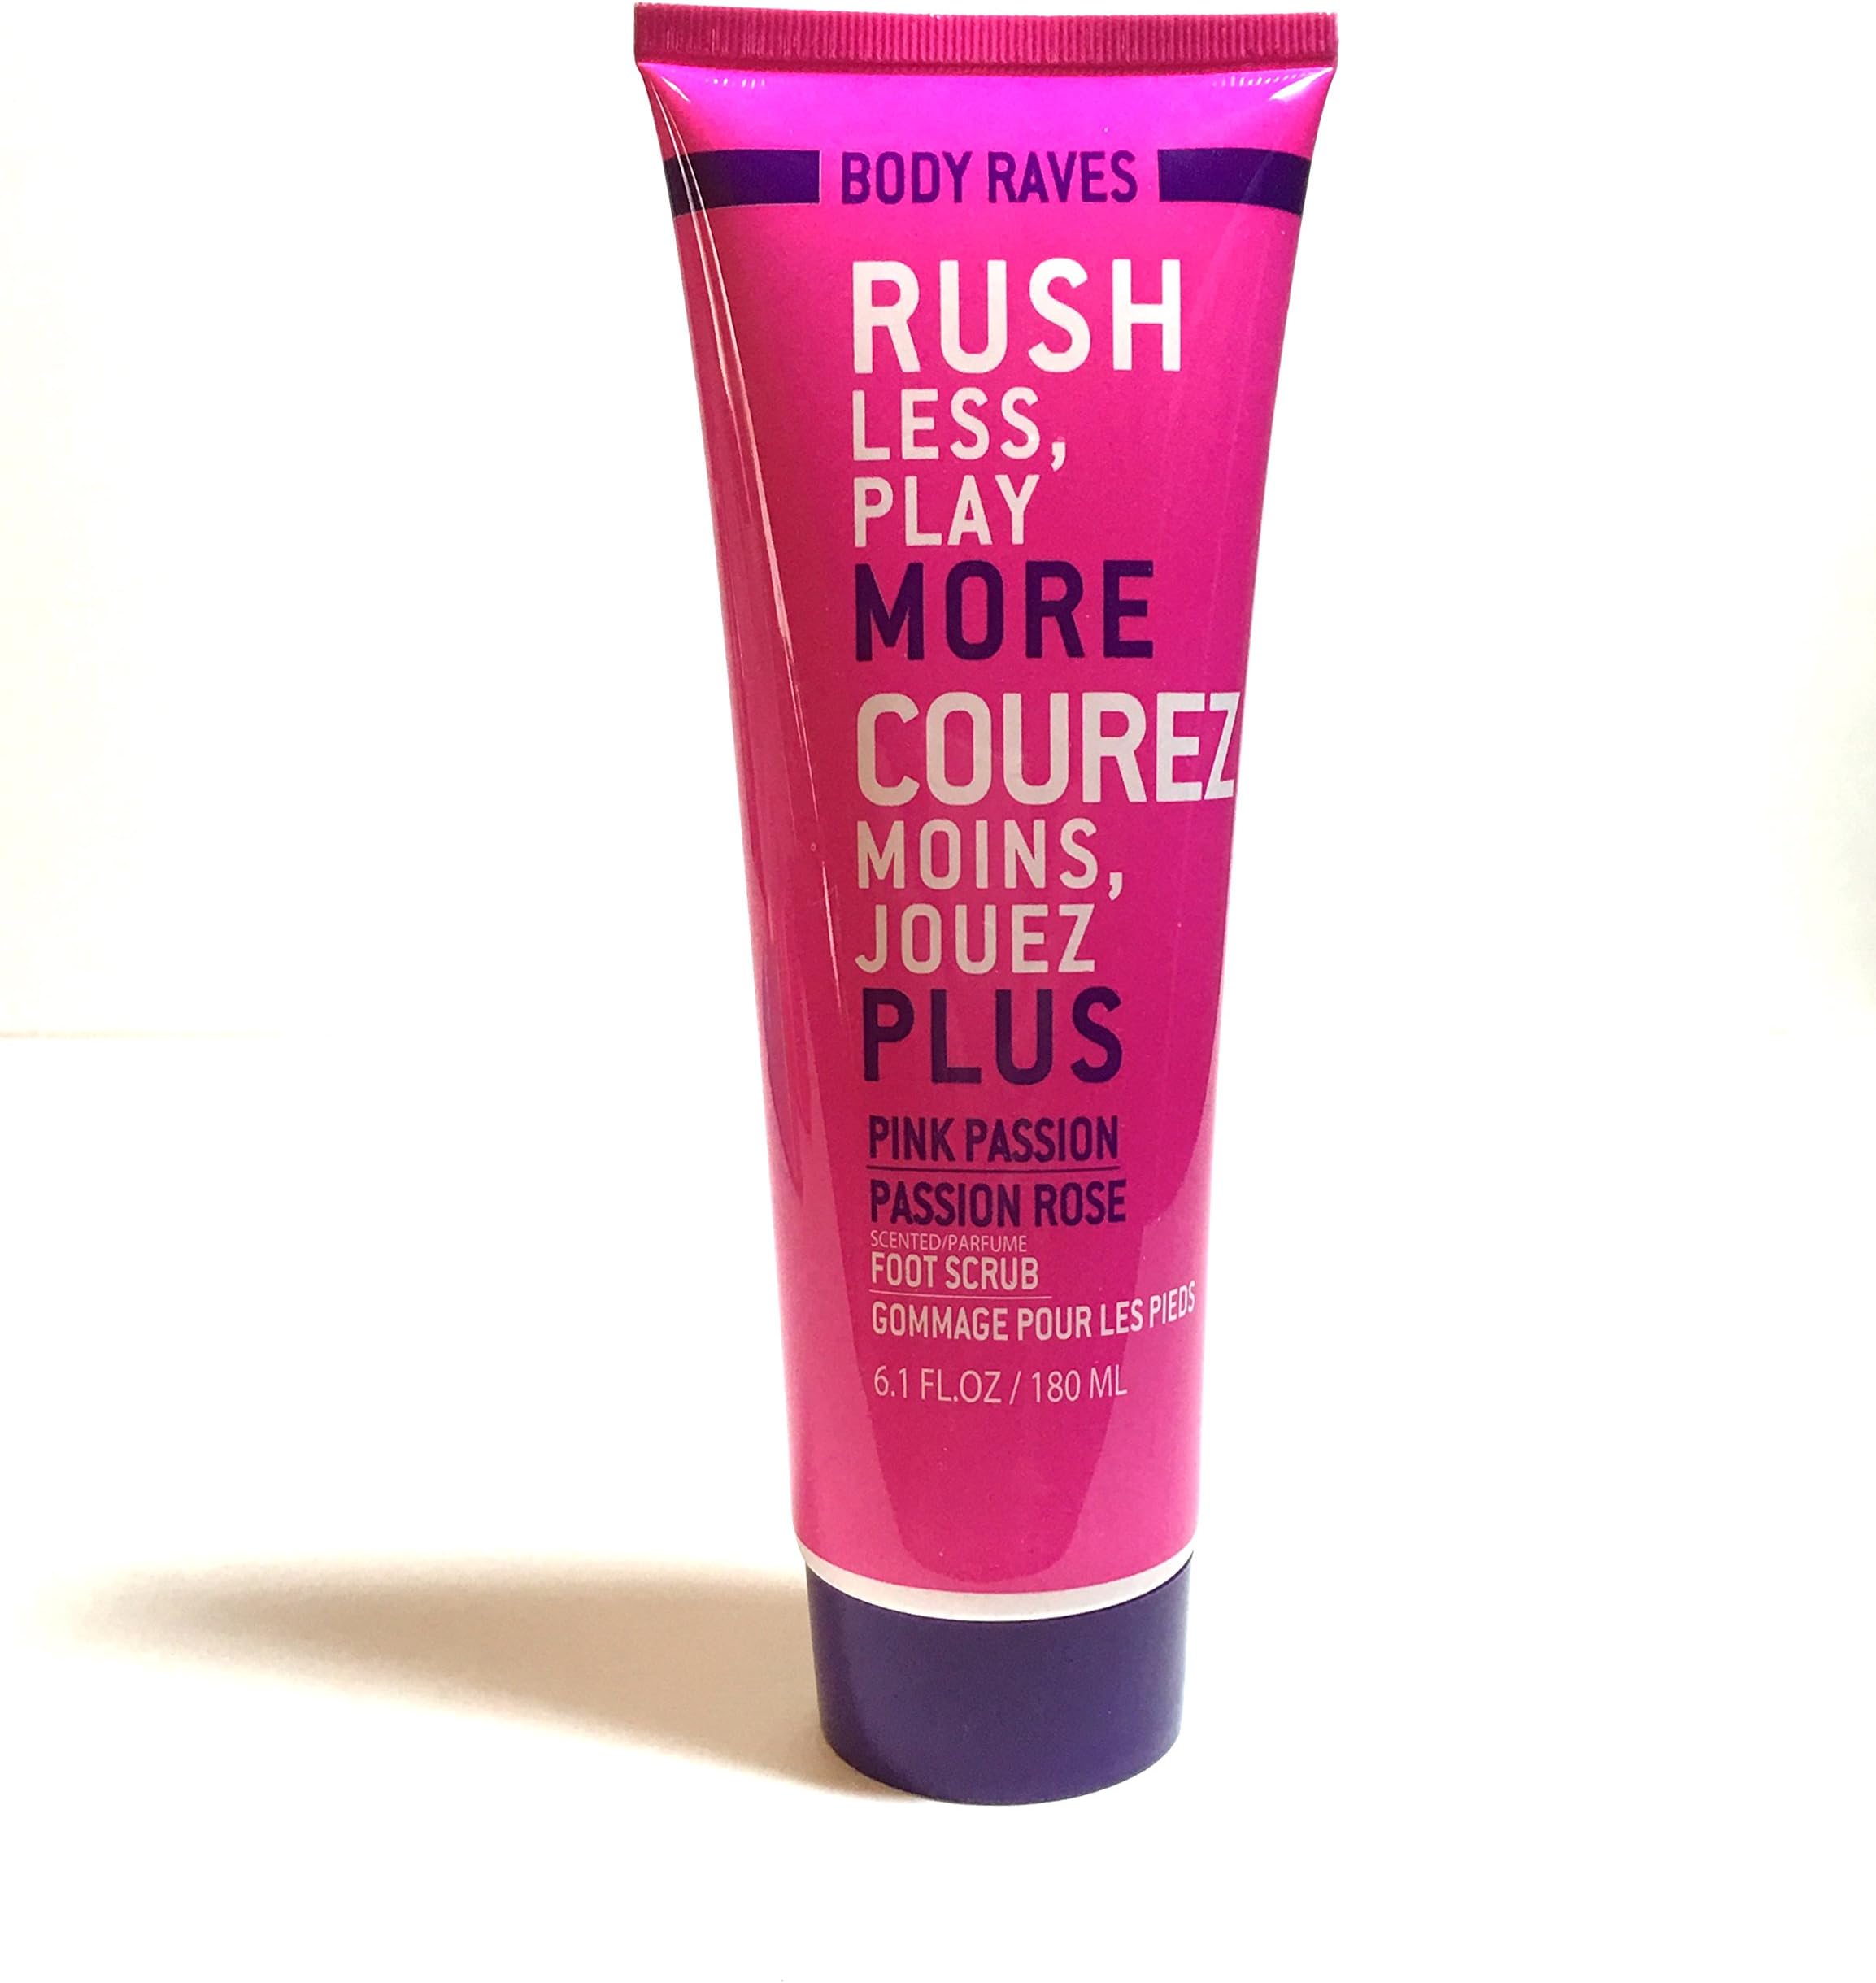 BODY RAVES
RUSH
LESS,
PLAY
MORE
COUREZ
MOINS,
JOUEZ
PLUS
PINK PASSION
PASSION ROSE
SCENTED/PARFUME
FOOT SCRUB
GOMMAGE POUR LES PIEDS
6.1 FL.OZ / 180 ML